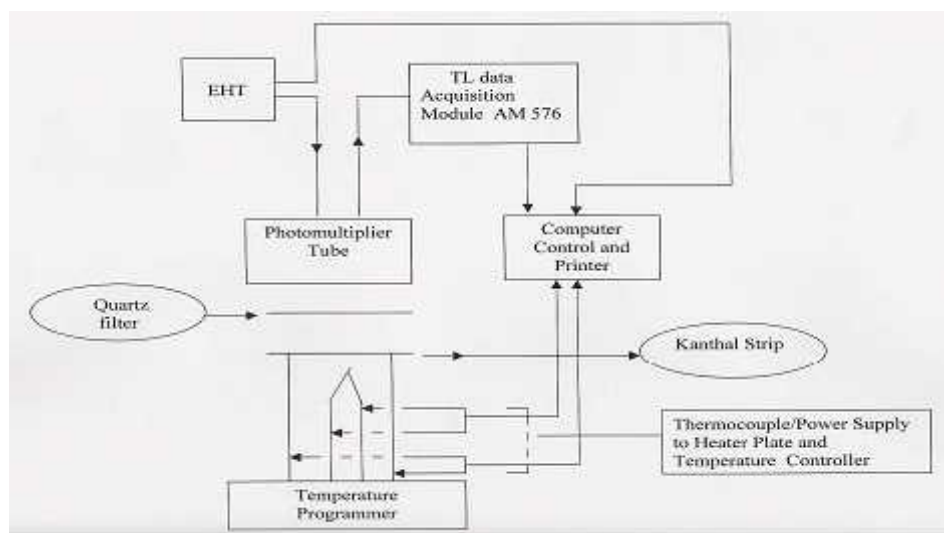 EHT
TL data
Acquisition
Module AM 576
Photomultiplier
Tube
Computer
Control and
Printer
Quartz
filter
Kanthal Strip
Thermocouple/Power Supply
to Heater Plate and
Temperature Controller
Temperature
Programmer